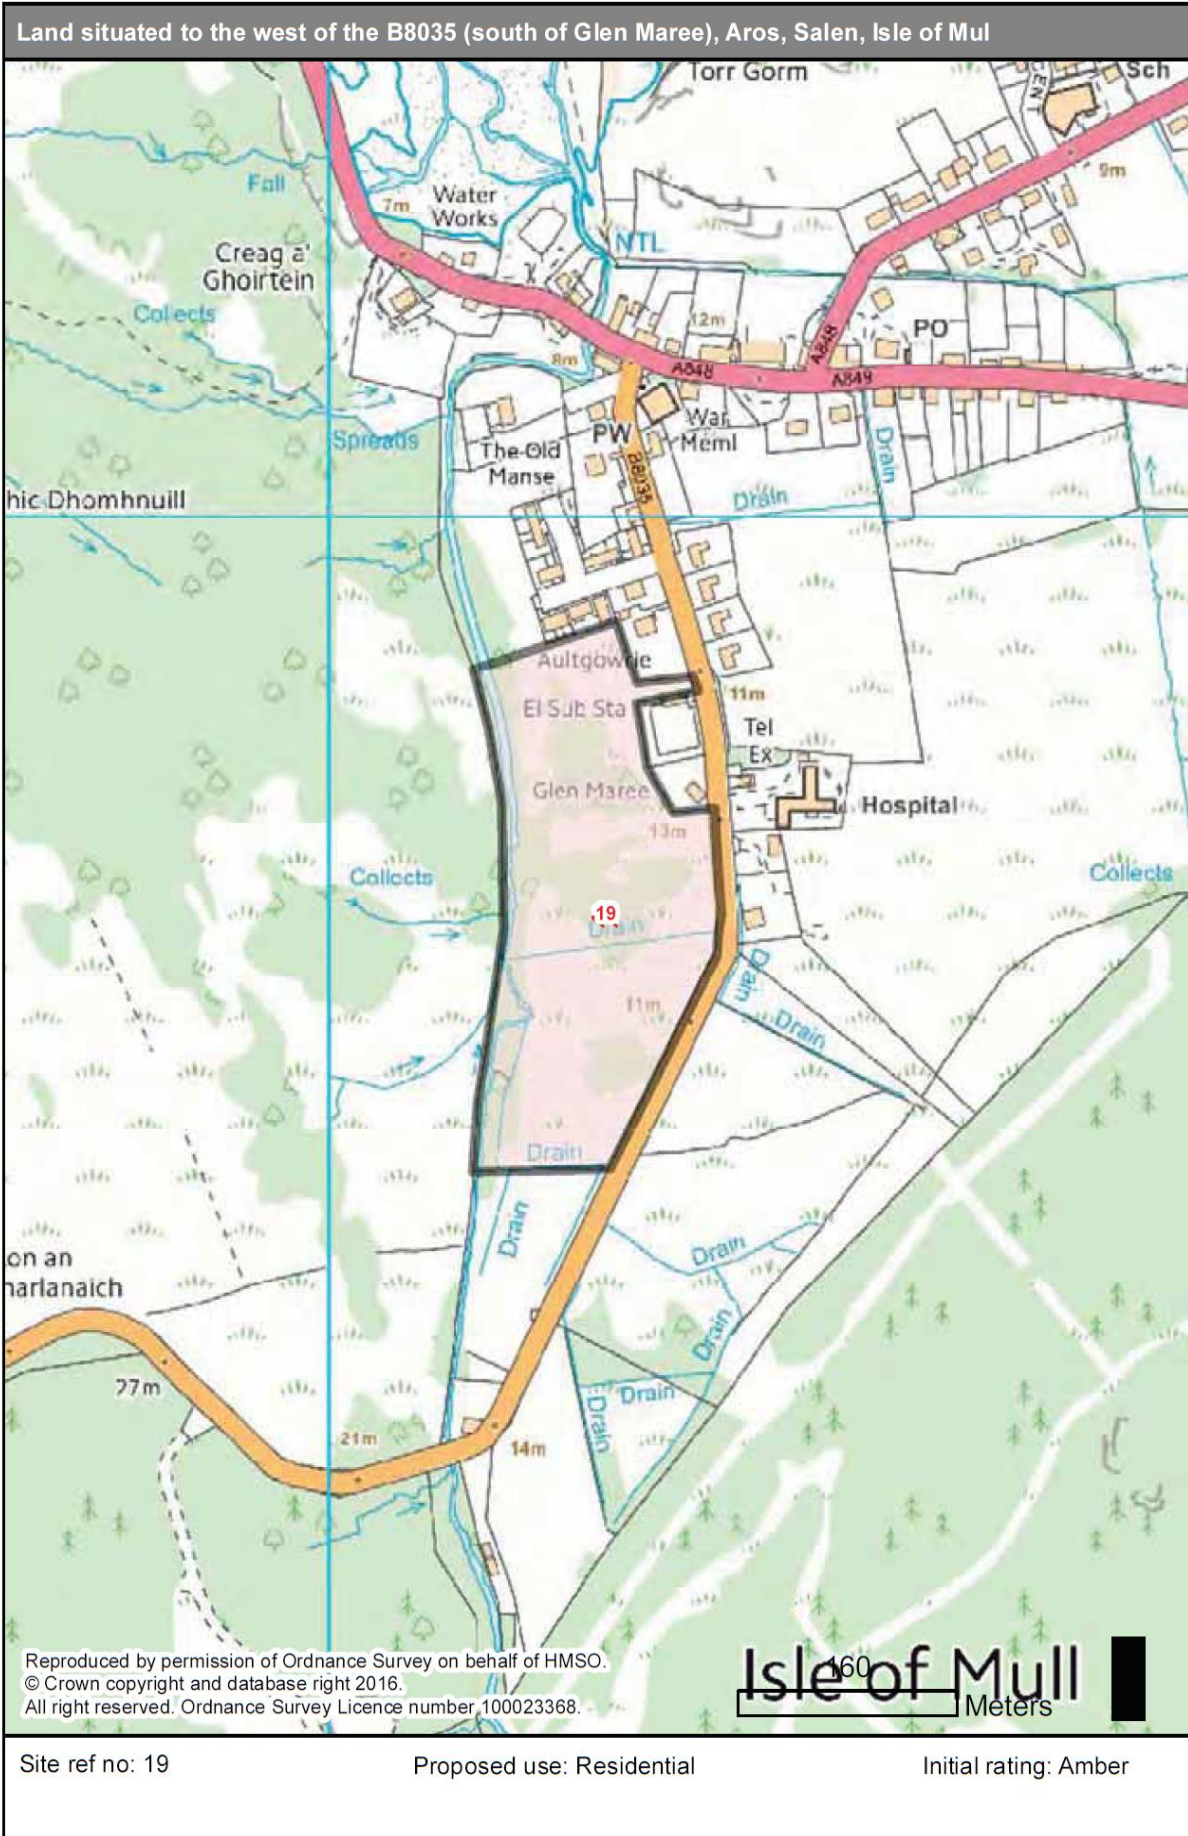 Land situated to the west of the B8035 (south of Glen Maree), Aros, Salen, Isle of Mul
Torr Gorm
CENT
Sch
9m
Fall
7m
Water
Works
NTL
Creag a'
Ghoirtein
Collects
12m
PO
8m
A848
A848
A849
Spreads
The Old
Manse
PW
War
Meml
B8035
Drain
Drain
hic Dhomhnuill
Aultgowrie
11m
El Sub Sta
Tel
Ex
Glen Maree
Hospital
13m
Collects
Collects
19
Drain
Drain
11m
Drain
Drain
Drain
Drain
on an
harlanaich
Drain
Drain
Drain
27m
21m
14m
Reproduced by permission of Ordnance Survey on behalf of HMSO.
© Crown copyright and database right 2016.
All right reserved. Ordnance Survey Licence number 100023368.
Isle of Mull
160
Meters
Site ref no: 19
Proposed use: Residential
Initial rating: Amber